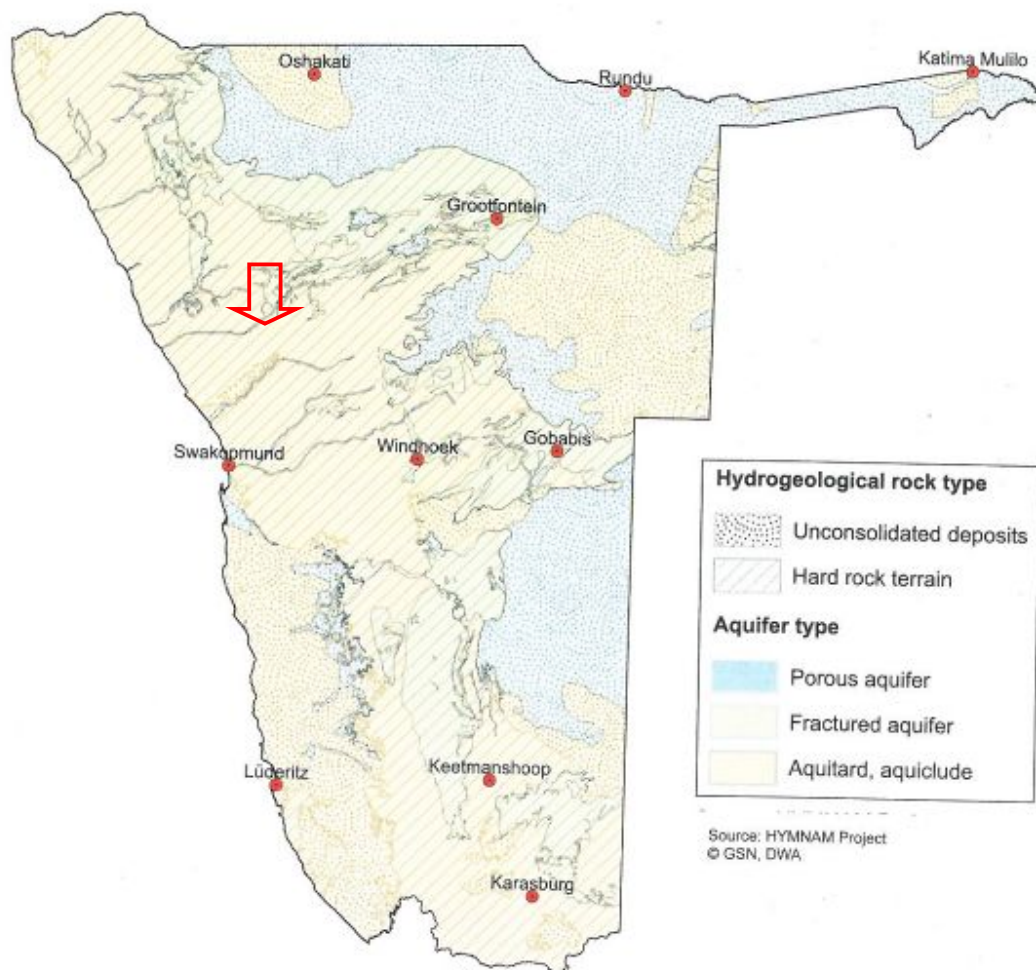 Oshakati
Rundu
Katima Mulilo
Grootfontein
Swakopmund
Windhoek
Gobabis
Lüderitz
Keetmanshoop
Karasburg
Hydrogeological rock type
Unconsolidated deposits
Hard rock terrain
Aquifer type
Porous aquifer
Fractured aquifer
Aquitard, aquiclude
Source: HYMNAM Project
© GSN, DWA